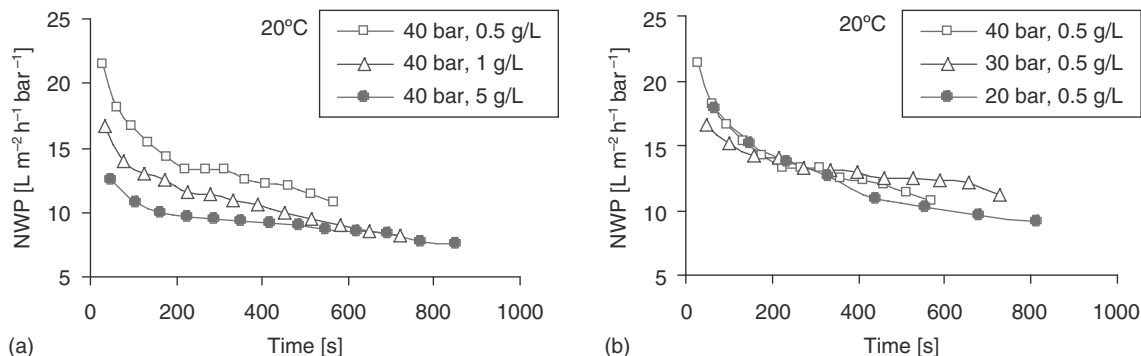 20°C
40 bar, 0.5 g/L
40 bar, 1 g/L
40 bar, 5 g/L
NWP [L m⁻² h⁻¹ bar⁻¹]
25
20
15
10
5
0 200 400 600 800 1000
(a)
Time [s]
20°C
40 bar, 0.5 g/L
30 bar, 0.5 g/L
20 bar, 0.5 g/L
NWP [L m⁻² h⁻¹ bar⁻¹]
25
20
15
10
5
0 200 400 600 800 1000
(b)
Time [s]